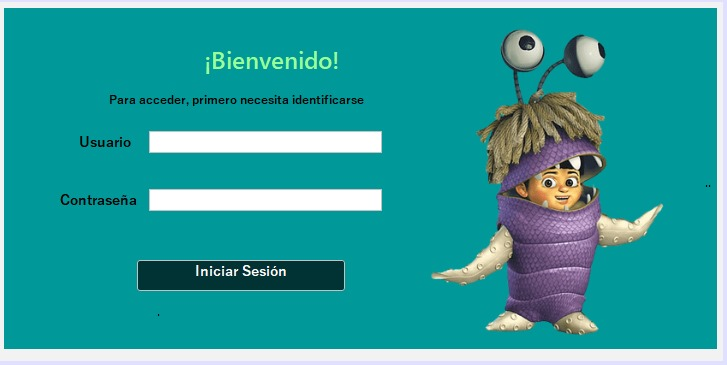 ¡Bienvenido!
Para acceder, primero necesita identificarse
Usuario
Contraseña
Iniciar Sesión